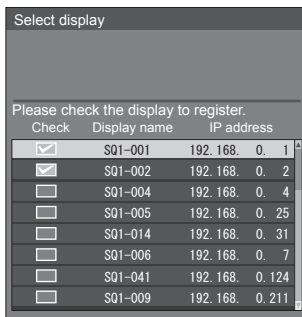 Select display
Please check the display to register.
Check Display name IP address
SQ1-001 192.168. 0. 1
SQ1-002 192.168. 0. 2
SQ1-004 192.168. 0. 4
SQ1-005 192.168. 0. 25
SQ1-014 192.168. 0. 31
SQ1-006 192.168. 0. 7
SQ1-041 192.168. 0.124
SQ1-009 192.168. 0.211